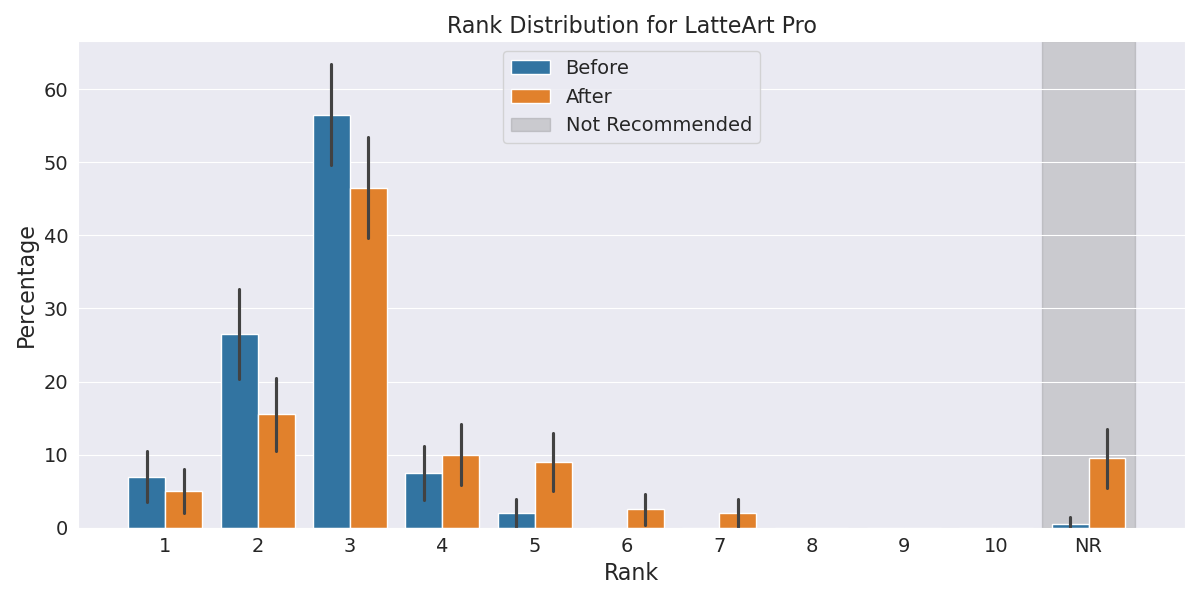 Rank Distribution for LatteArt Pro
Before
After
Not Recommended
Percentage
60
50
40
30
20
10
0
1 2 3 4 5 6 7 8 9 10 NR
Rank